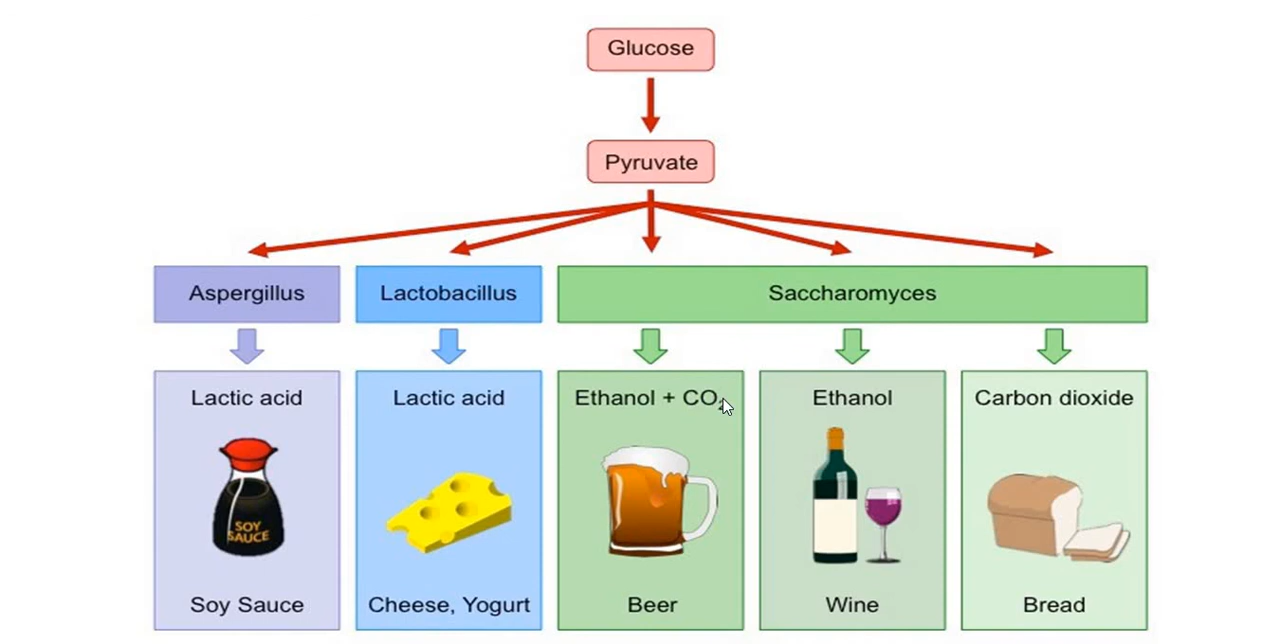 Glucose
Pyruvate
Aspergillus
Lactobacillus
Saccharomyces
Lactic acid
Lactic acid
Ethanol + CO₂
Ethanol
Carbon dioxide
SOY
SAUCE
Soy Sauce
Cheese, Yogurt
Beer
Wine
Bread